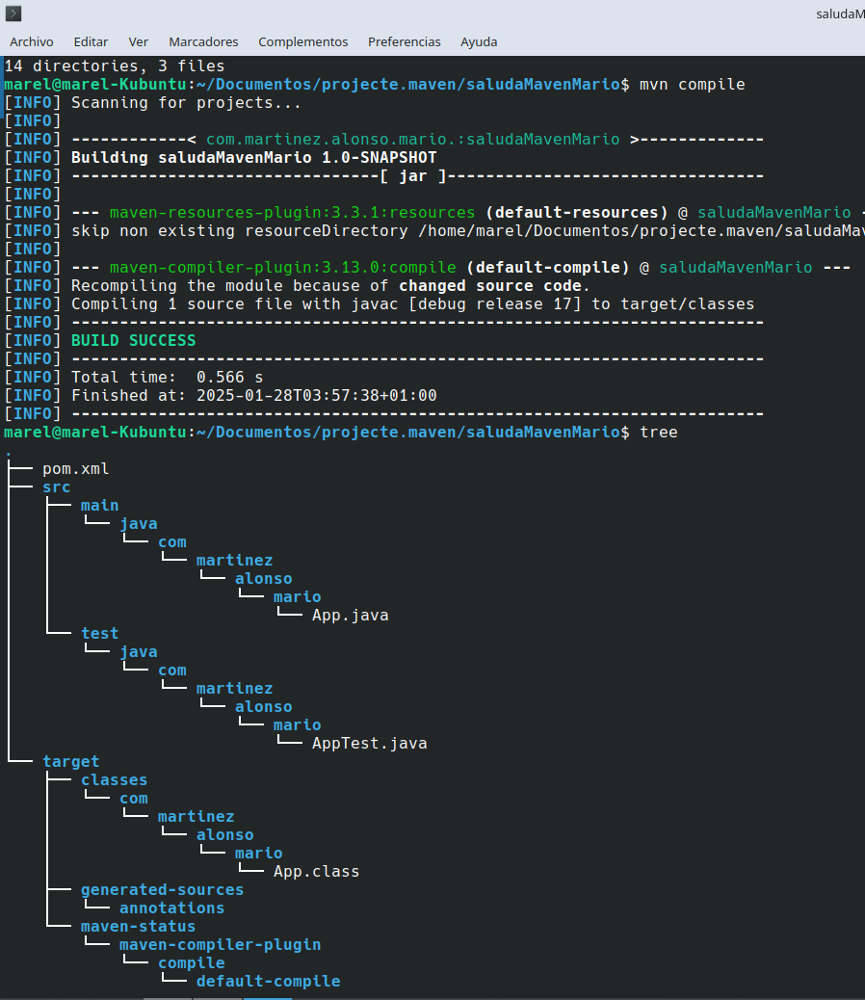 saludaM
Archivo Editar Ver Marcadores Complementos Preferencias Ayuda
14 directories, 3 files
marel@marel-Kubuntu:~/Documentos/projecte.maven/saludaMavenMario$ mvn compile
[INFO] Scanning for projects...
[INFO]
[INFO] ------------< com.martinez.alonso.mario.:saludaMavenMario >-------------
[INFO] Building saludaMavenMario 1.0-SNAPSHOT
[INFO] --------------------------------[ jar ]---------------------------------
[INFO]
[INFO] --- maven-resources-plugin:3.3.1:resources (default-resources) @ saludaMavenMario -
[INFO] skip non existing resourceDirectory /home/marel/Documentos/projecte.maven/saludaMav
[INFO]
[INFO] --- maven-compiler-plugin:3.13.0:compile (default-compile) @ saludaMavenMario ---
[INFO] Recompiling the module because of changed source code.
[INFO] Compiling 1 source file with javac [debug release 17] to target/classes
[INFO] ------------------------------------------------------------------------
[INFO] BUILD SUCCESS
[INFO] ------------------------------------------------------------------------
[INFO] Total time:  0.566 s
[INFO] Finished at: 2025-01-28T03:57:38+01:00
[INFO] ------------------------------------------------------------------------
marel@marel-Kubuntu:~/Documentos/projecte.maven/saludaMavenMario$ tree
.
├── pom.xml
├── src
│   ├── main
│   │   └── java
│   │       └── com
│   │           └── martinez
│   │               └── alonso
│   │                   └── mario
│   │                       └── App.java
│   └── test
│       └── java
│           └── com
│               └── martinez
│                   └── alonso
│                       └── mario
│                           └── AppTest.java
└── target
    ├── classes
    │   └── com
    │       └── martinez
    │           └── alonso
    │               └── mario
    │                   └── App.class
    ├── generated-sources
    │   └── annotations
    └── maven-status
        └── maven-compiler-plugin
            └── compile
                └── default-compile